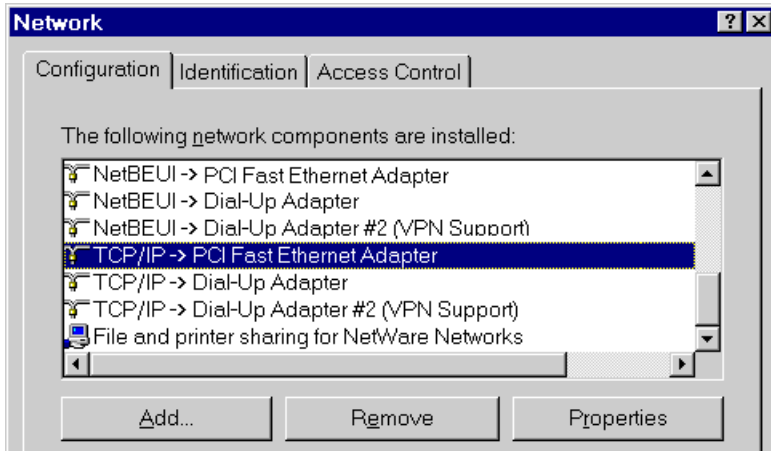 Network
Configuration Identification Access Control
The following network components are installed:
NetBEUI -> PCI Fast Ethernet Adapter
NetBEUI -> Dial-Up Adapter
NetBEUI -> Dial-Up Adapter #2 (VPN Support)
TCP/IP -> PCI Fast Ethernet Adapter
TCP/IP -> Dial-Up Adapter
TCP/IP -> Dial-Up Adapter #2 (VPN Support)
File and printer sharing for NetWare Networks
Add... Remove Properties